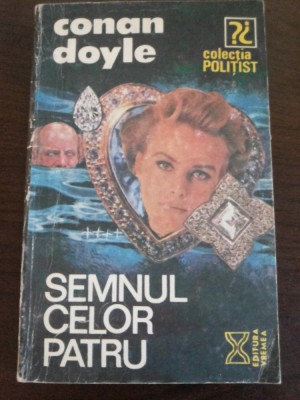 conan
doyle
colecția
POLIȚIST
SEMNUL
CELOR
PATRU
EDITURA
VREMEA